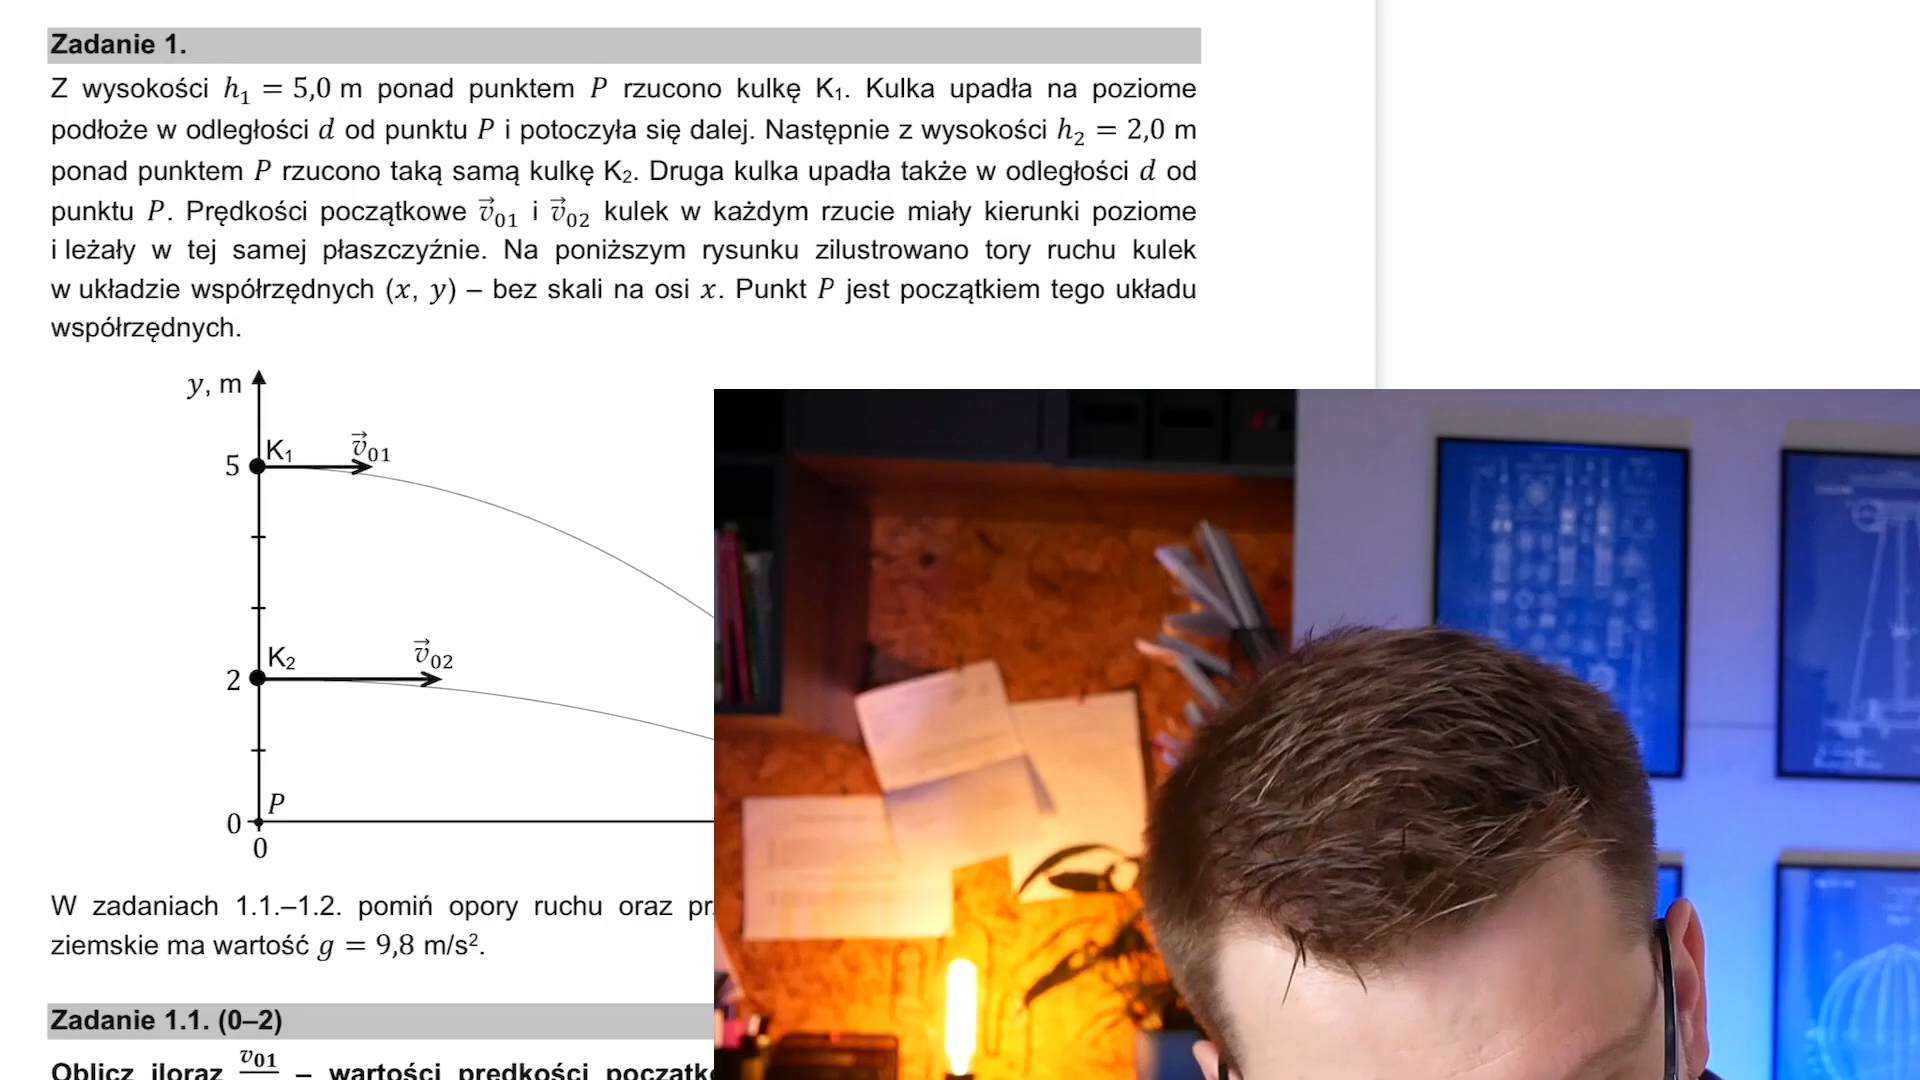 Zadanie 1.
Z wysokości h₁ = 5,0 m ponad punktem P rzucono kulkę K₁. Kulka upadła na poziome
podłoże w odległości d od punktu P i potoczyła się dalej. Następnie z wysokości h₂ = 2,0 m
ponad punktem P rzucono taką samą kulkę K₂. Druga kulka upadła także w odległości d od
punktu P. Prędkości początkowe v⃗₀₁ i v⃗₀₂ kulek w każdym rzucie miały kierunki poziome
i leżały w tej samej płaszczyźnie. Na poniższym rysunku zilustrowano tory ruchu kulek
w układzie współrzędnych (x, y) – bez skali na osi x. Punkt P jest początkiem tego układu
współrzędnych.
y, m
K₁
v⃗₀₁
5
K₂
v⃗₀₂
2
P
0
0
W zadaniach 1.1.–1.2. pomiń opory ruchu oraz
ziemskie ma wartość g = 9,8 m/s².
Zadanie 1.1. (0–2)
Oblicz iloraz v₀₁ – wartości prędkości